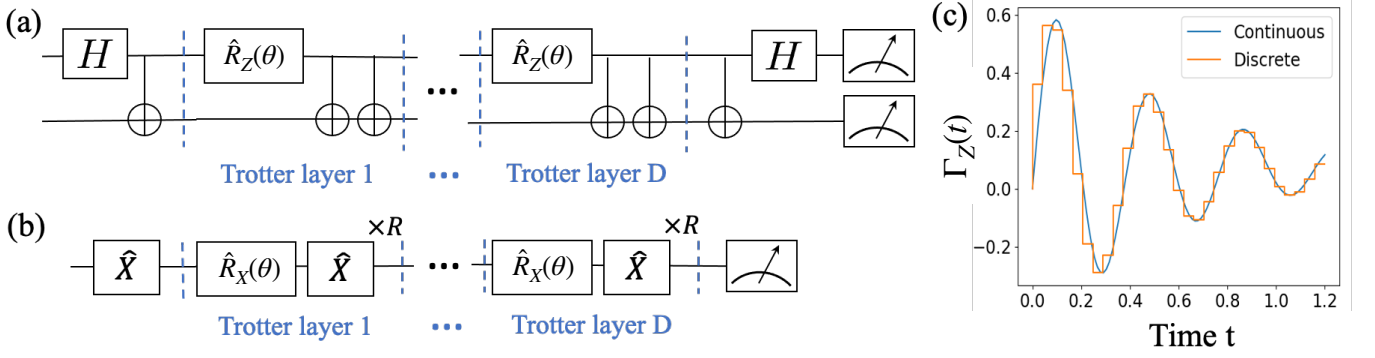 (a)
H R̂_Z(θ) ... R̂_Z(θ) H
Trotter layer 1 ... Trotter layer D
(b)
X̂ R̂_X(θ) X̂ ×R ... R̂_X(θ) X̂ ×R
Trotter layer 1 ... Trotter layer D
(c)
Continuous
Discrete
Γ_Z(t)
0.6
0.4
0.2
0.0
−0.2
0.0 0.2 0.4 0.6 0.8 1.0 1.2
Time t